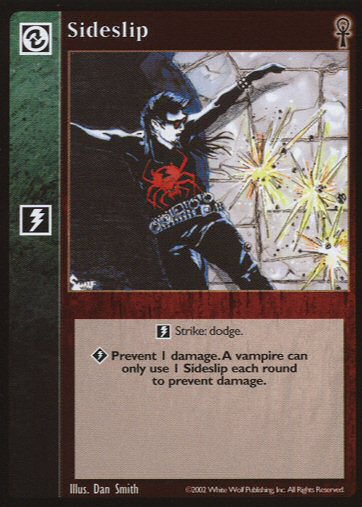 Sideslip
Strike: dodge.
Prevent 1 damage. A vampire can
only use 1 Sideslip each round
to prevent damage.
Illus. Dan Smith
©2002 White Wolf Publishing, Inc. All Rights Reserved.